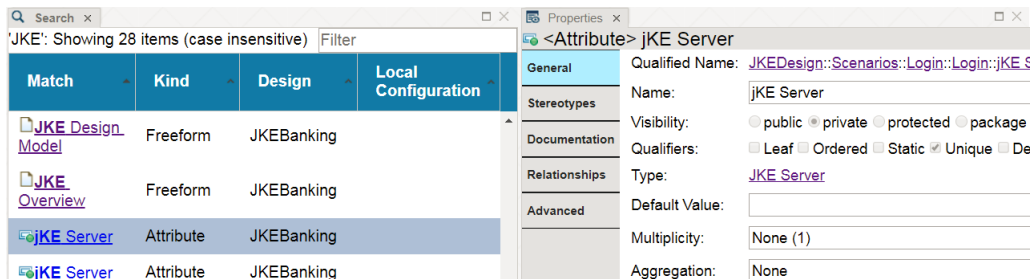 Search
'JKE': Showing 28 items (case insensitive) Filter
Match Kind Design Local Configuration
JKE Design Model Freeform JKEBanking
JKE Overview Freeform JKEBanking
jKE Server Attribute JKEBanking
jKE Server Attribute JKEBanking
Properties
<Attribute> jKE Server
General
Stereotypes
Documentation
Relationships
Advanced
Qualified Name: JKEDesign::Scenarios::Login::Login::jKE S
Name: jKE Server
Visibility: public private protected package
Qualifiers: Leaf Ordered Static Unique De
Type: JKE Server
Default Value:
Multiplicity: None (1)
Aggregation: None